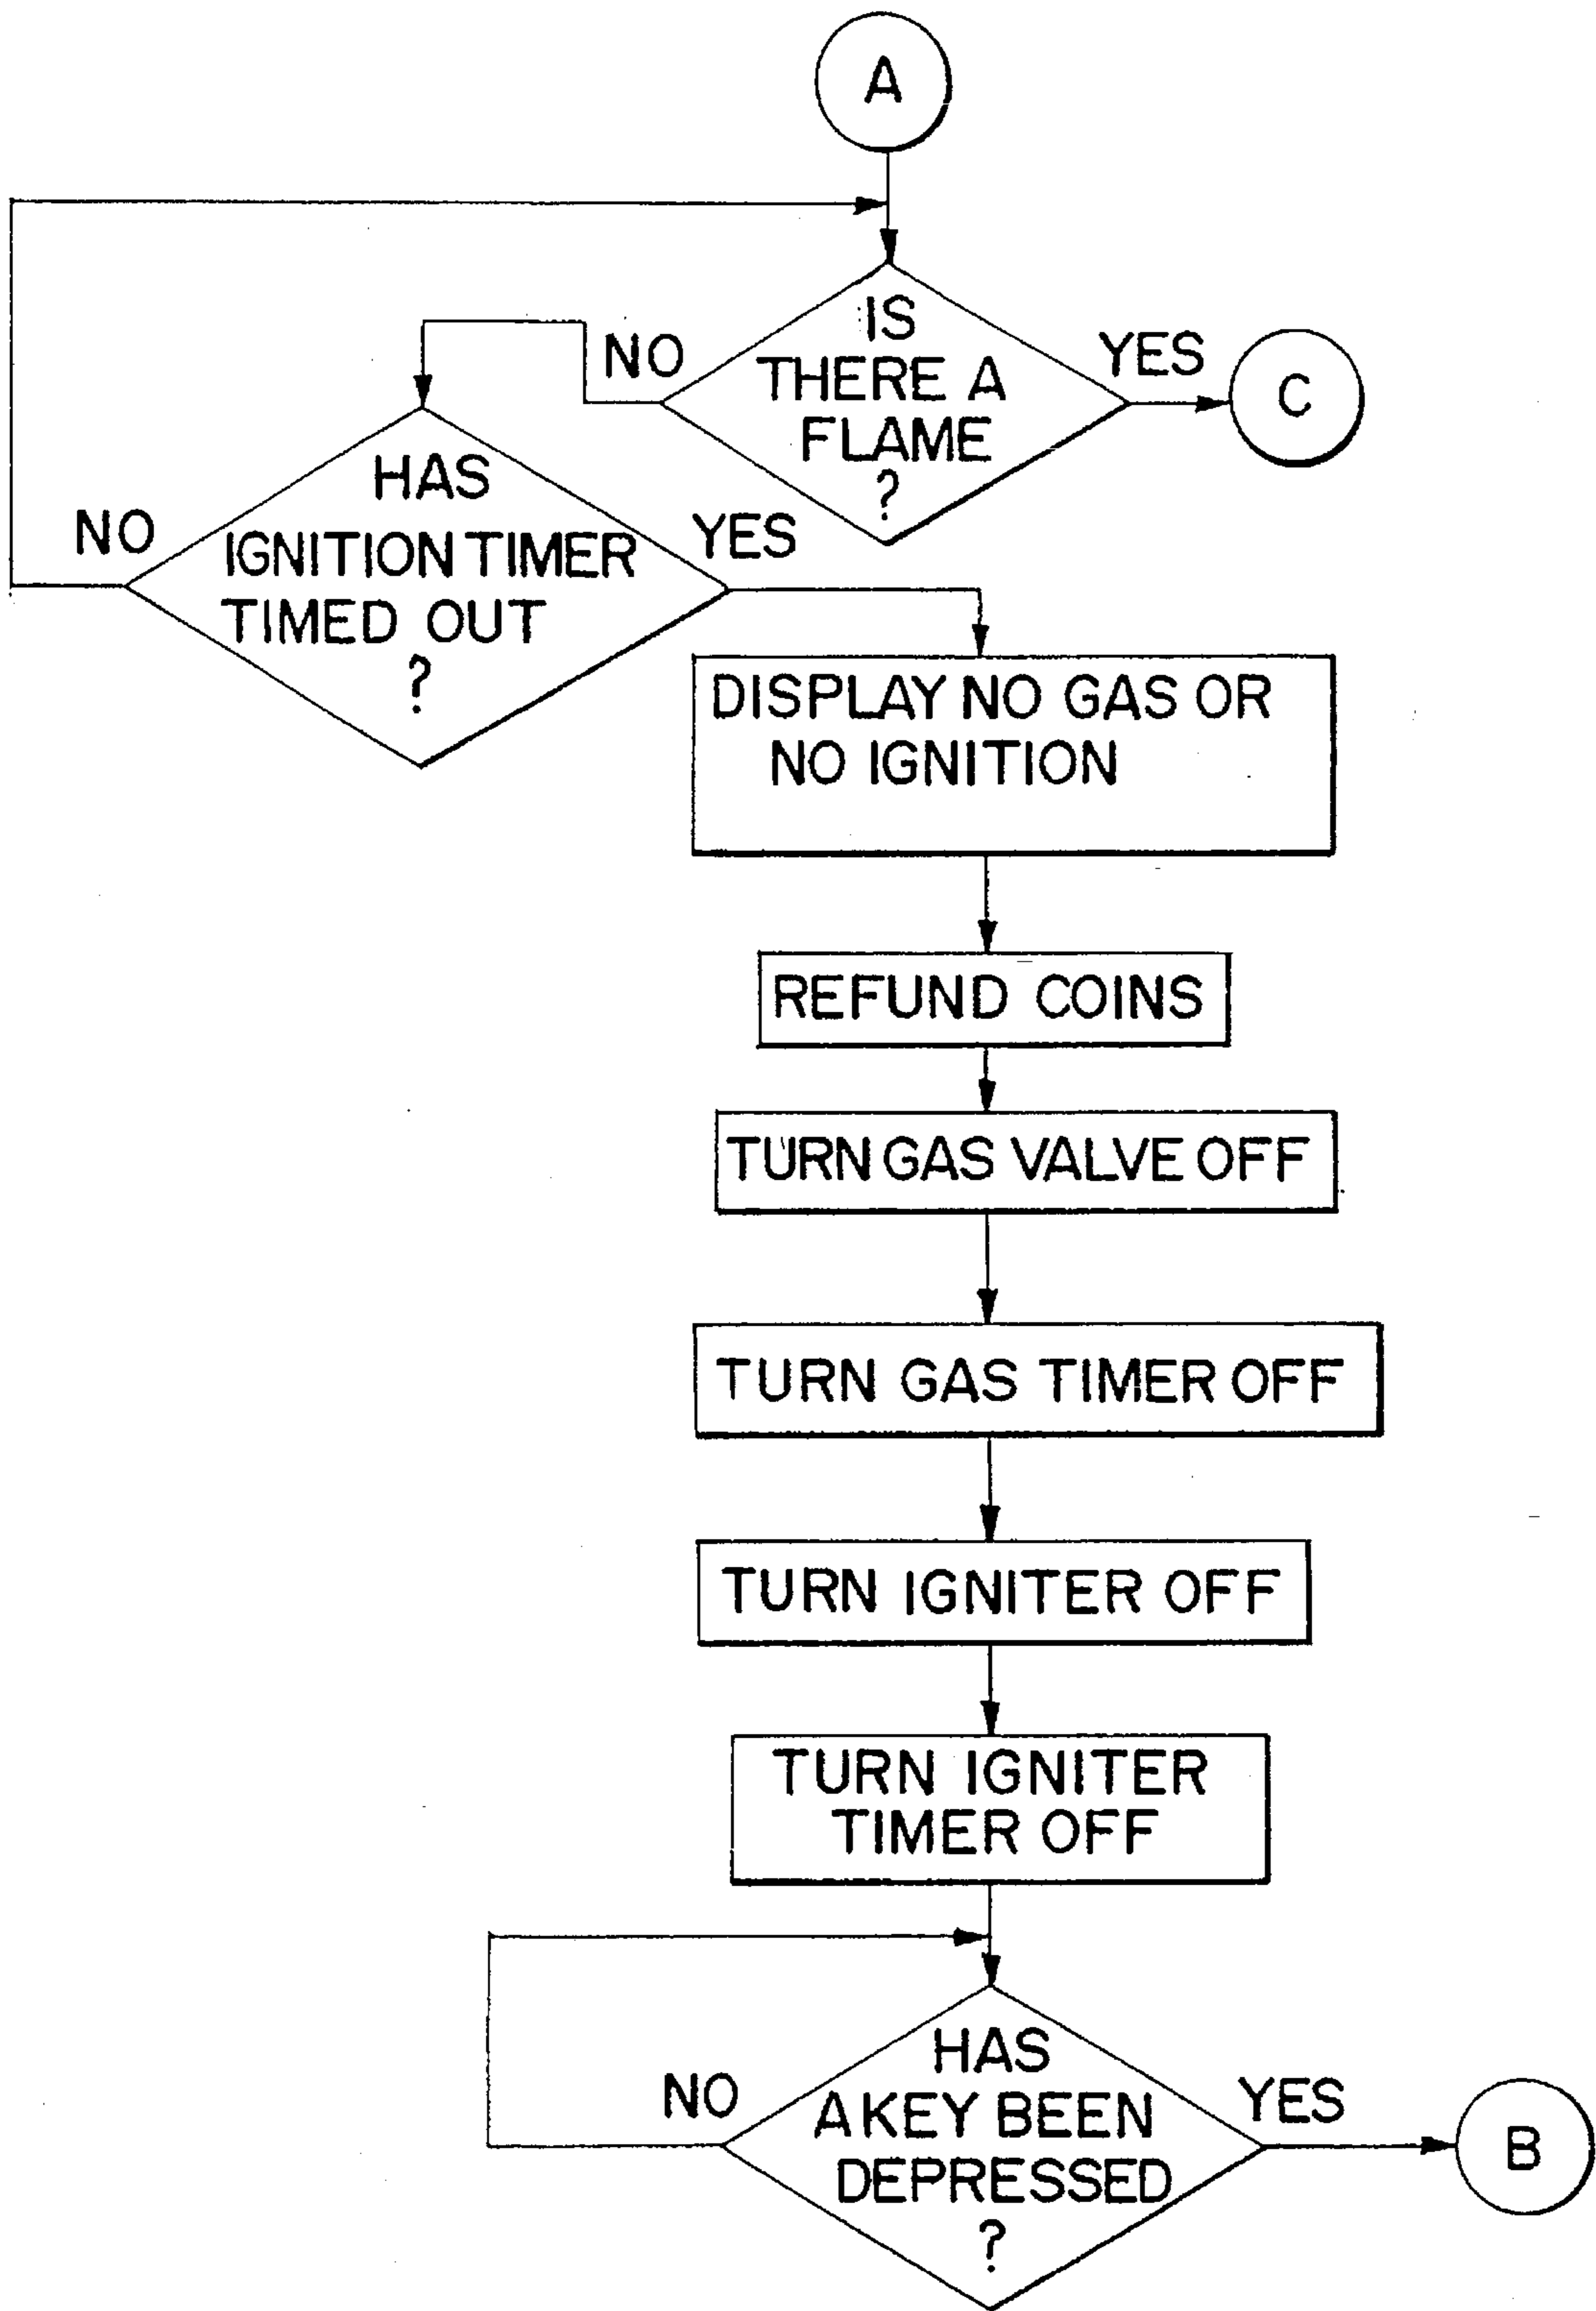 A
IS
THERE A
FLAME
?
NO
YES
C
HAS
IGNITION TIMER
TIMED OUT
?
NO
YES
DISPLAY NO GAS OR
NO IGNITION
REFUND COINS
TURN GAS VALVE OFF
TURN GAS TIMER OFF
TURN IGNITER OFF
TURN IGNITER
TIMER OFF
HAS
A KEY BEEN
DEPRESSED
?
NO
YES
B